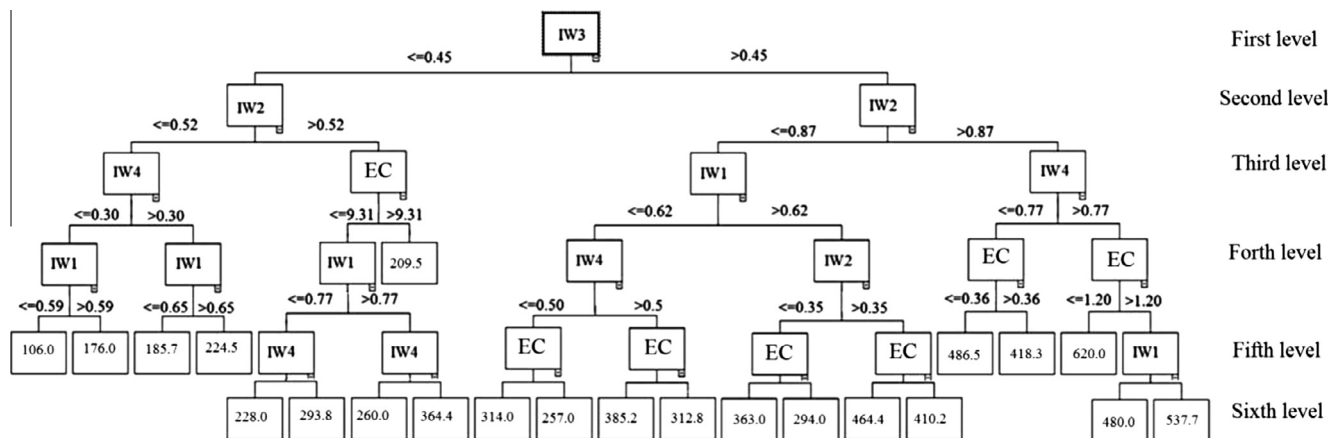 IW3
First level
<=0.45 >0.45
IW2 IW2
Second level
<=0.52 >0.52 <=0.87 >0.87
IW4 EC IW1 IW4
Third level
<=0.30 >0.30 <=9.31 >9.31 <=0.62 >0.62 <=0.77 >0.77
IW1 IW1 IW1 209.5 IW4 IW2 EC EC
Forth level
<=0.59 >0.59 <=0.65 >0.65 <=0.77 >0.77 <=0.50 >0.5 <=0.35 >0.35 <=0.36 >0.36 <=1.20 >1.20
106.0 176.0 185.7 224.5 IW4 IW4 EC EC EC EC 486.5 418.3 620.0 IW1
Fifth level
228.0 293.8 260.0 364.4 314.0 257.0 385.2 312.8 363.0 294.0 464.4 410.2 480.0 537.7
Sixth level